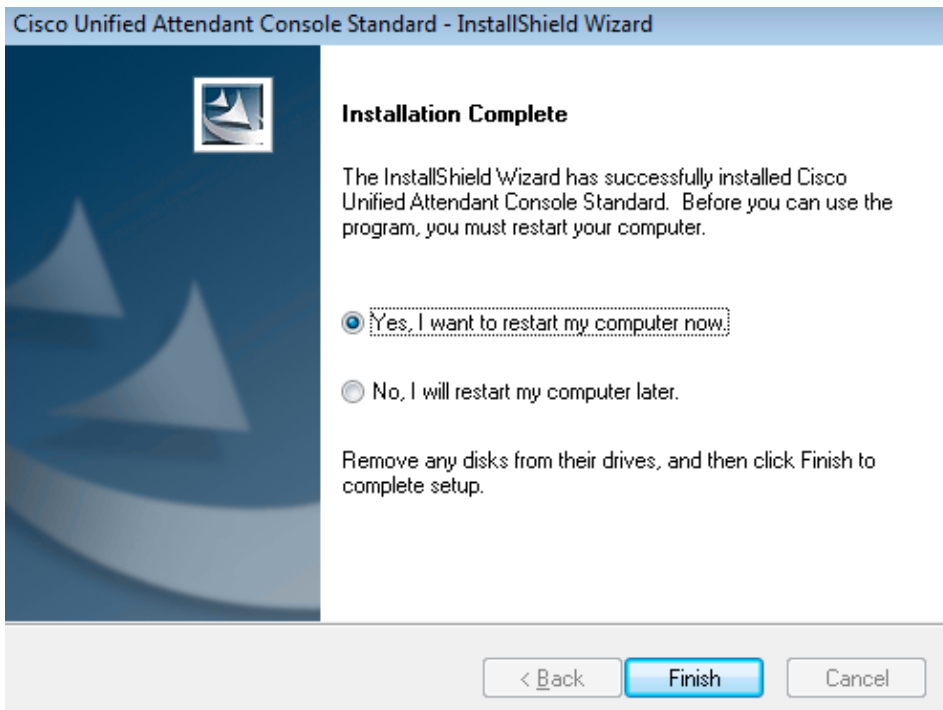 Cisco Unified Attendant Console Standard - InstallShield Wizard
Installation Complete
The InstallShield Wizard has successfully installed Cisco
Unified Attendant Console Standard.  Before you can use the
program, you must restart your computer.
Yes, I want to restart my computer now.
No, I will restart my computer later.
Remove any disks from their drives, and then click Finish to
complete setup.
< Back
Finish
Cancel